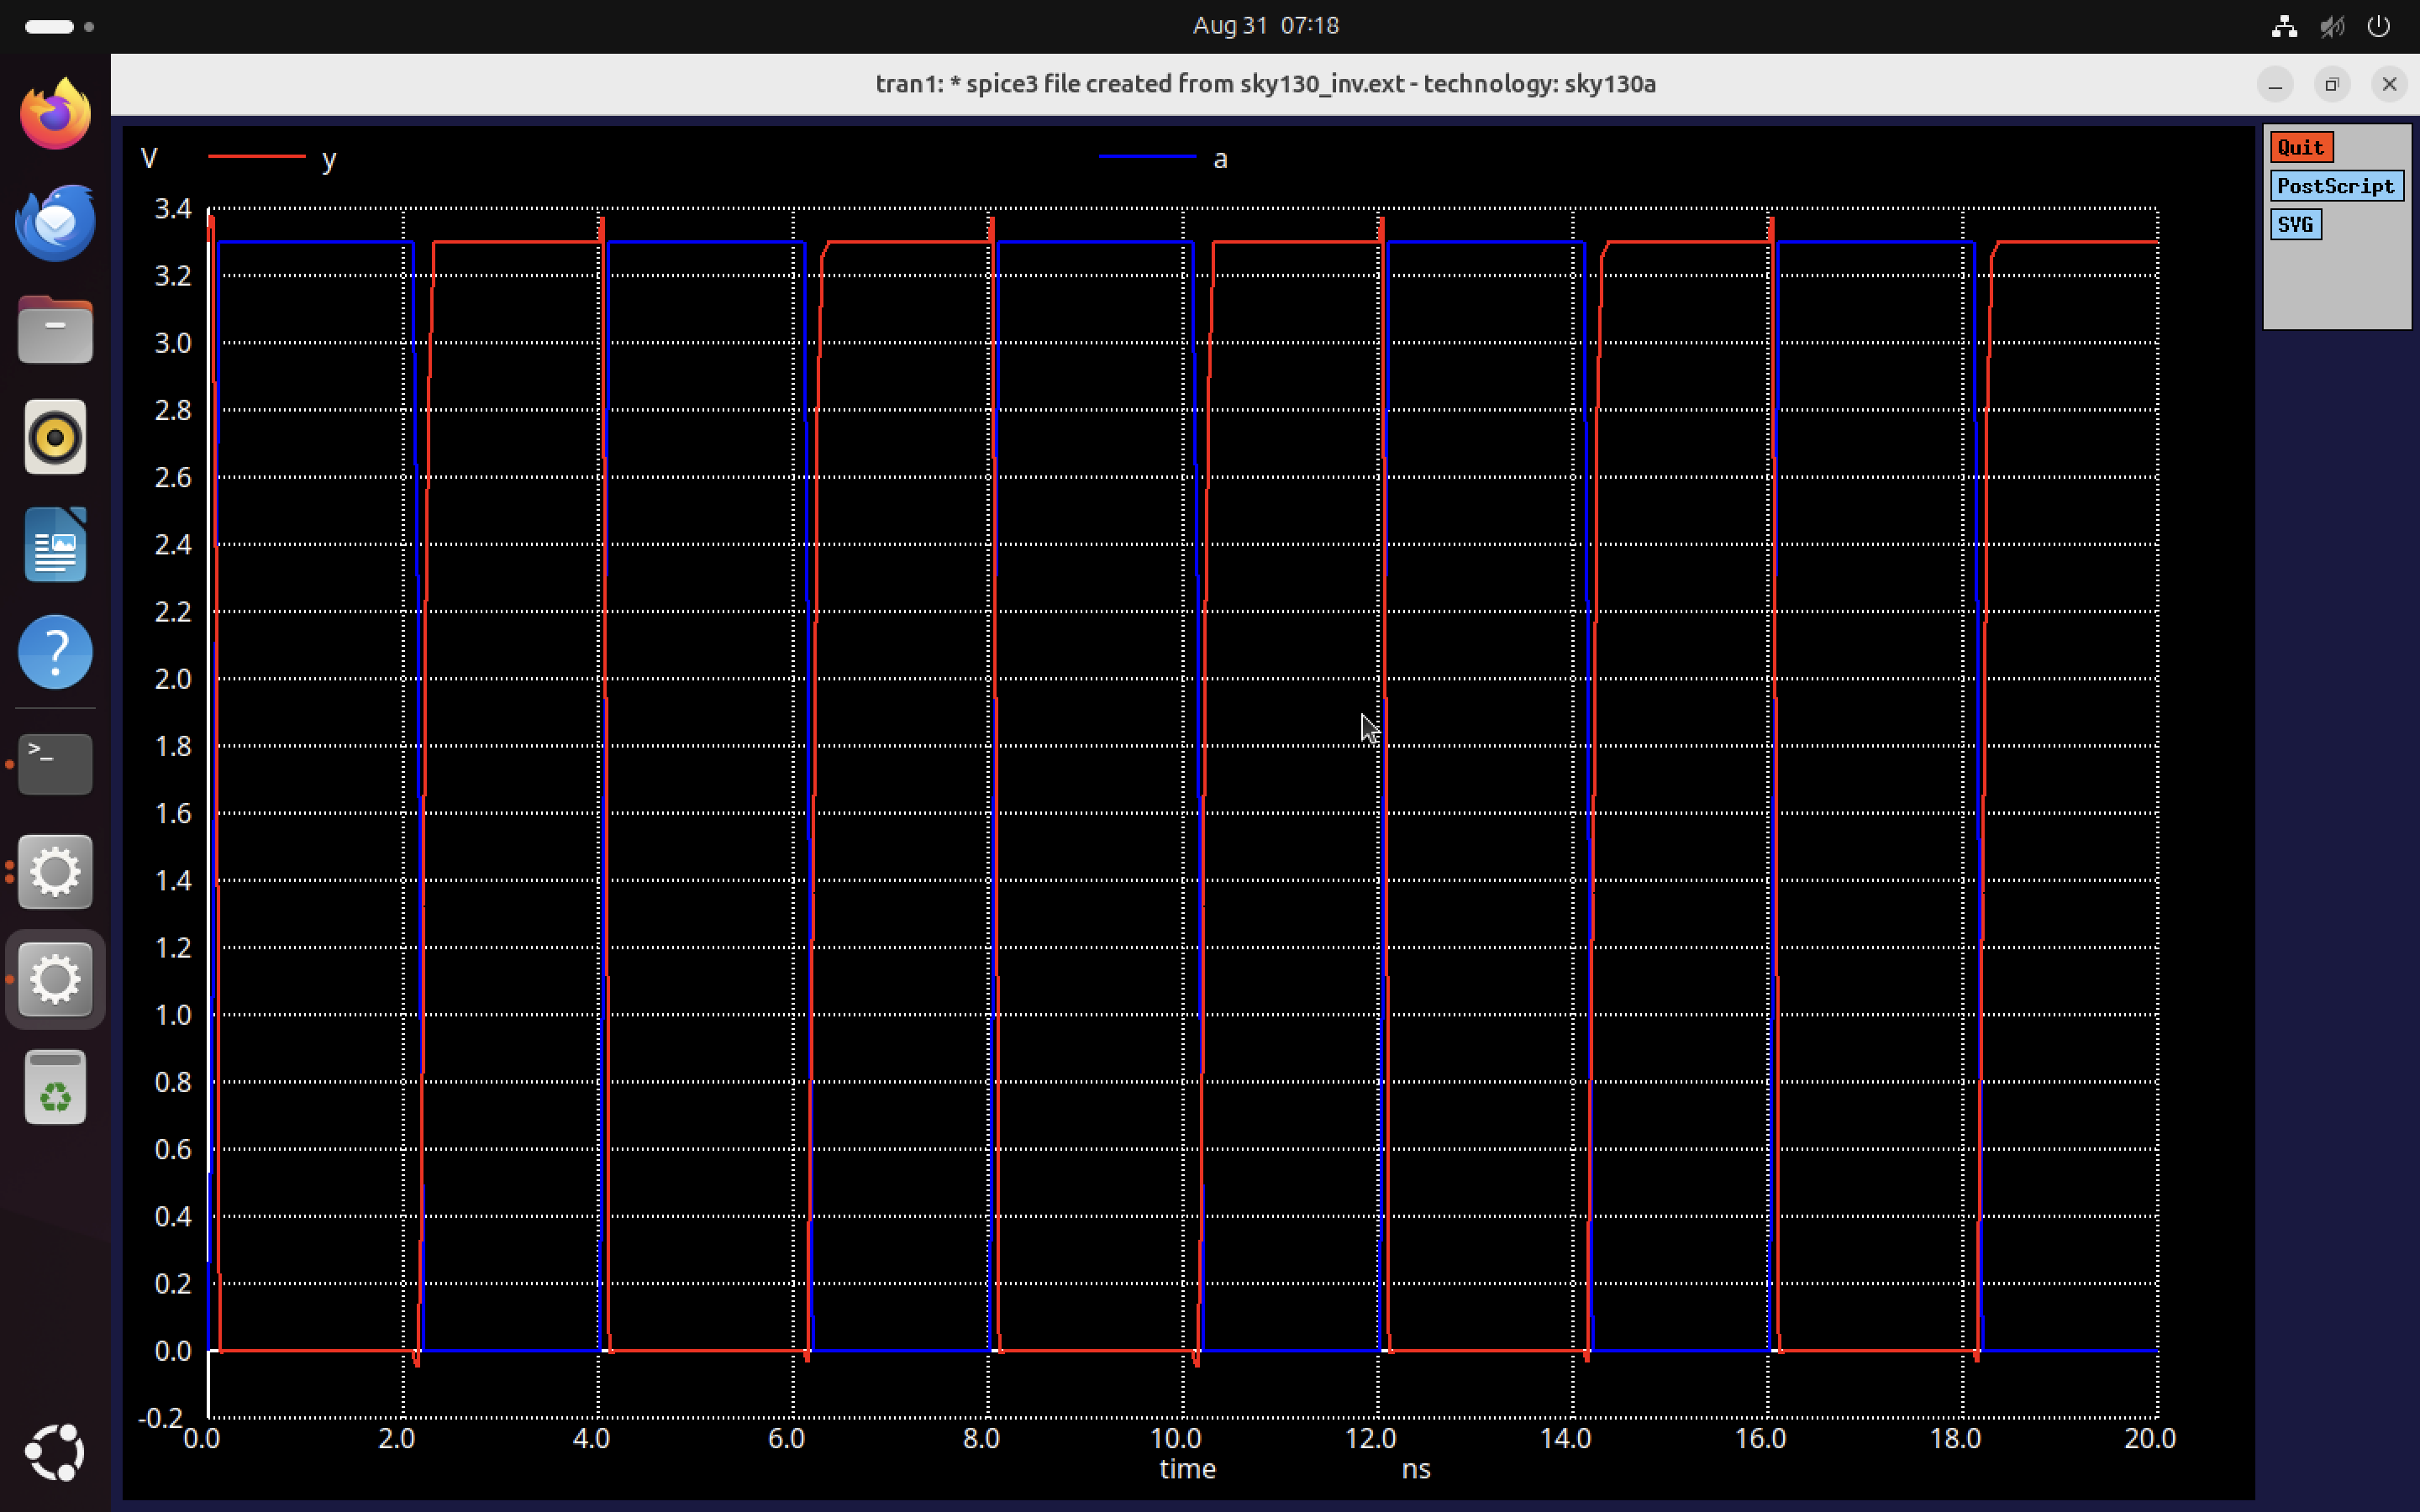 Aug 31 07:18
tran1: * spice3 file created from sky130_inv.ext - technology: sky130a
V y a
Quit
PostScript
SVG
3.4
3.2
3.0
2.8
2.6
2.4
2.2
2.0
1.8
1.6
1.4
1.2
1.0
0.8
0.6
0.4
0.2
0.0
-0.2
0.0 2.0 4.0 6.0 8.0 10.0 12.0 14.0 16.0 18.0 20.0
time ns